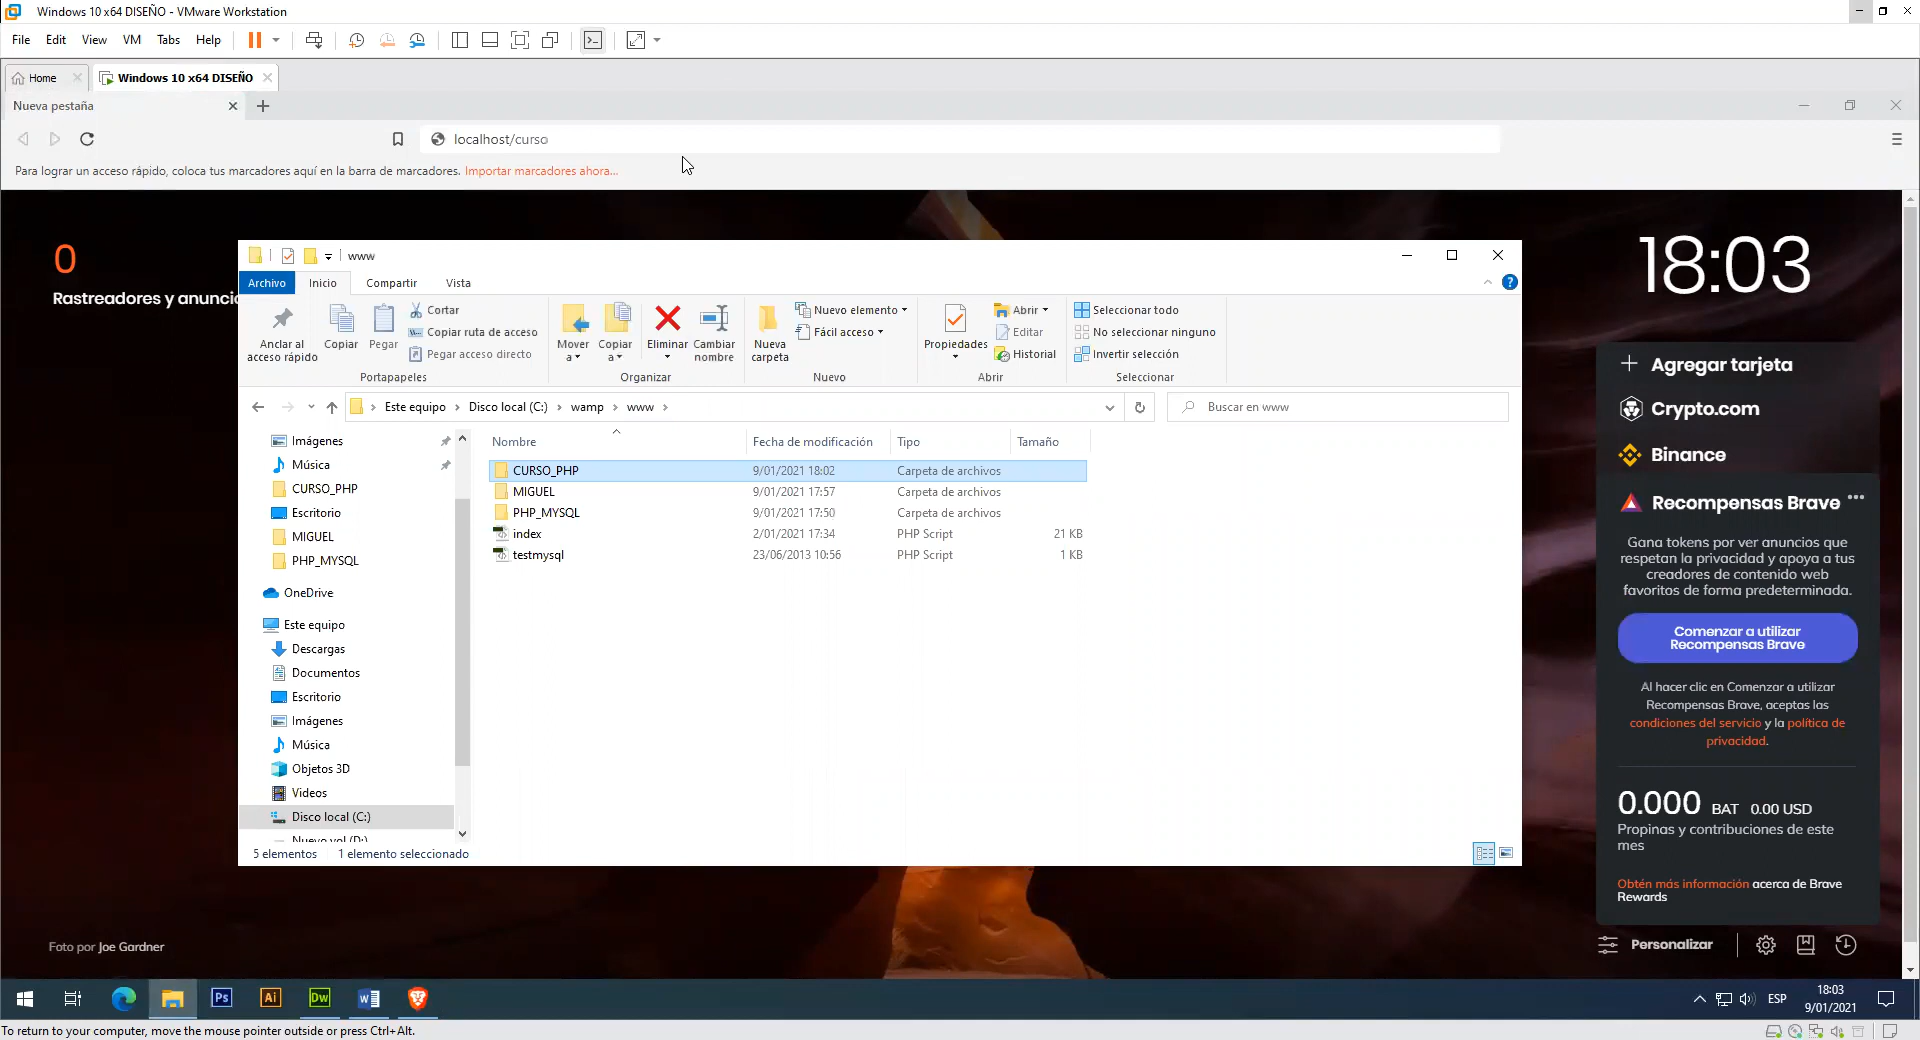 Windows 10 x64 DISEÑO - VMware Workstation
File Edit View VM Tabs Help
Home Windows 10 x64 DISEÑO
Nueva pestaña
localhost/curso
Para lograr un acceso rápido, coloca tus marcadores aquí en la barra de marcadores. Importar marcadores ahora...
0
Rastreadores y anuncio
18:03
www
Archivo Inicio Compartir Vista
Anclar al acceso rápido
Copiar
Pegar
Cortar
Copiar ruta de acceso
Pegar acceso directo
Portapapeles
Mover a
Copiar a
Eliminar
Cambiar nombre
Organizar
Nueva carpeta
Nuevo elemento
Fácil acceso
Nuevo
Propiedades
Abrir
Editar
Historial
Abrir
Seleccionar todo
No seleccionar ninguno
Invertir selección
Seleccionar
Este equipo Disco local (C:) wamp www
Buscar en www
Imágenes
Música
CURSO_PHP
Escritorio
MIGUEL
PHP_MYSQL
OneDrive
Este equipo
Descargas
Documentos
Escritorio
Imágenes
Música
Objetos 3D
Videos
Disco local (C:)
Nuevo vol (D:)
Nombre Fecha de modificación Tipo Tamaño
CURSO_PHP 9/01/2021 18:02 Carpeta de archivos
MIGUEL 9/01/2021 17:57 Carpeta de archivos
PHP_MYSQL 9/01/2021 17:50 Carpeta de archivos
index 2/01/2021 17:34 PHP Script 21 KB
testmysql 23/06/2013 10:56 PHP Script 1 KB
5 elementos 1 elemento seleccionado
Agregar tarjeta
Crypto.com
Binance
Recompensas Brave
Gana tokens por ver anuncios que
respetan la privacidad y apoya a tus
creadores de contenido web
favoritos de forma predeterminada.
Comenzar a utilizar
Recompensas Brave
Al hacer clic en Comenzar a utilizar
Recompensas Brave, aceptas las
condiciones del servicio y la política de
privacidad.
0.000 BAT 0.00 USD
Propinas y contribuciones de este
mes
Obtén más información acerca de Brave
Rewards
Foto por Joe Gardner
Personalizar
Ps Ai Dw
ESP
18:03
9/01/2021
To return to your computer, move the mouse pointer outside or press Ctrl+Alt.